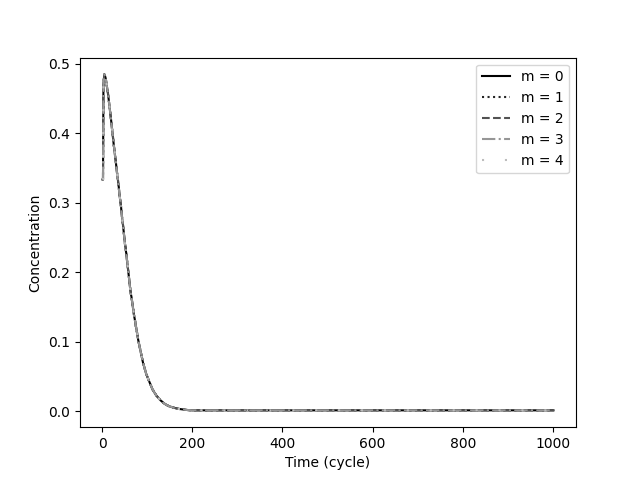 0.5
0.4
0.3
0.2
0.1
0.0
Concentration
0
200
400
600
800
1000
Time (cycle)
m = 0
m = 1
m = 2
m = 3
m = 4